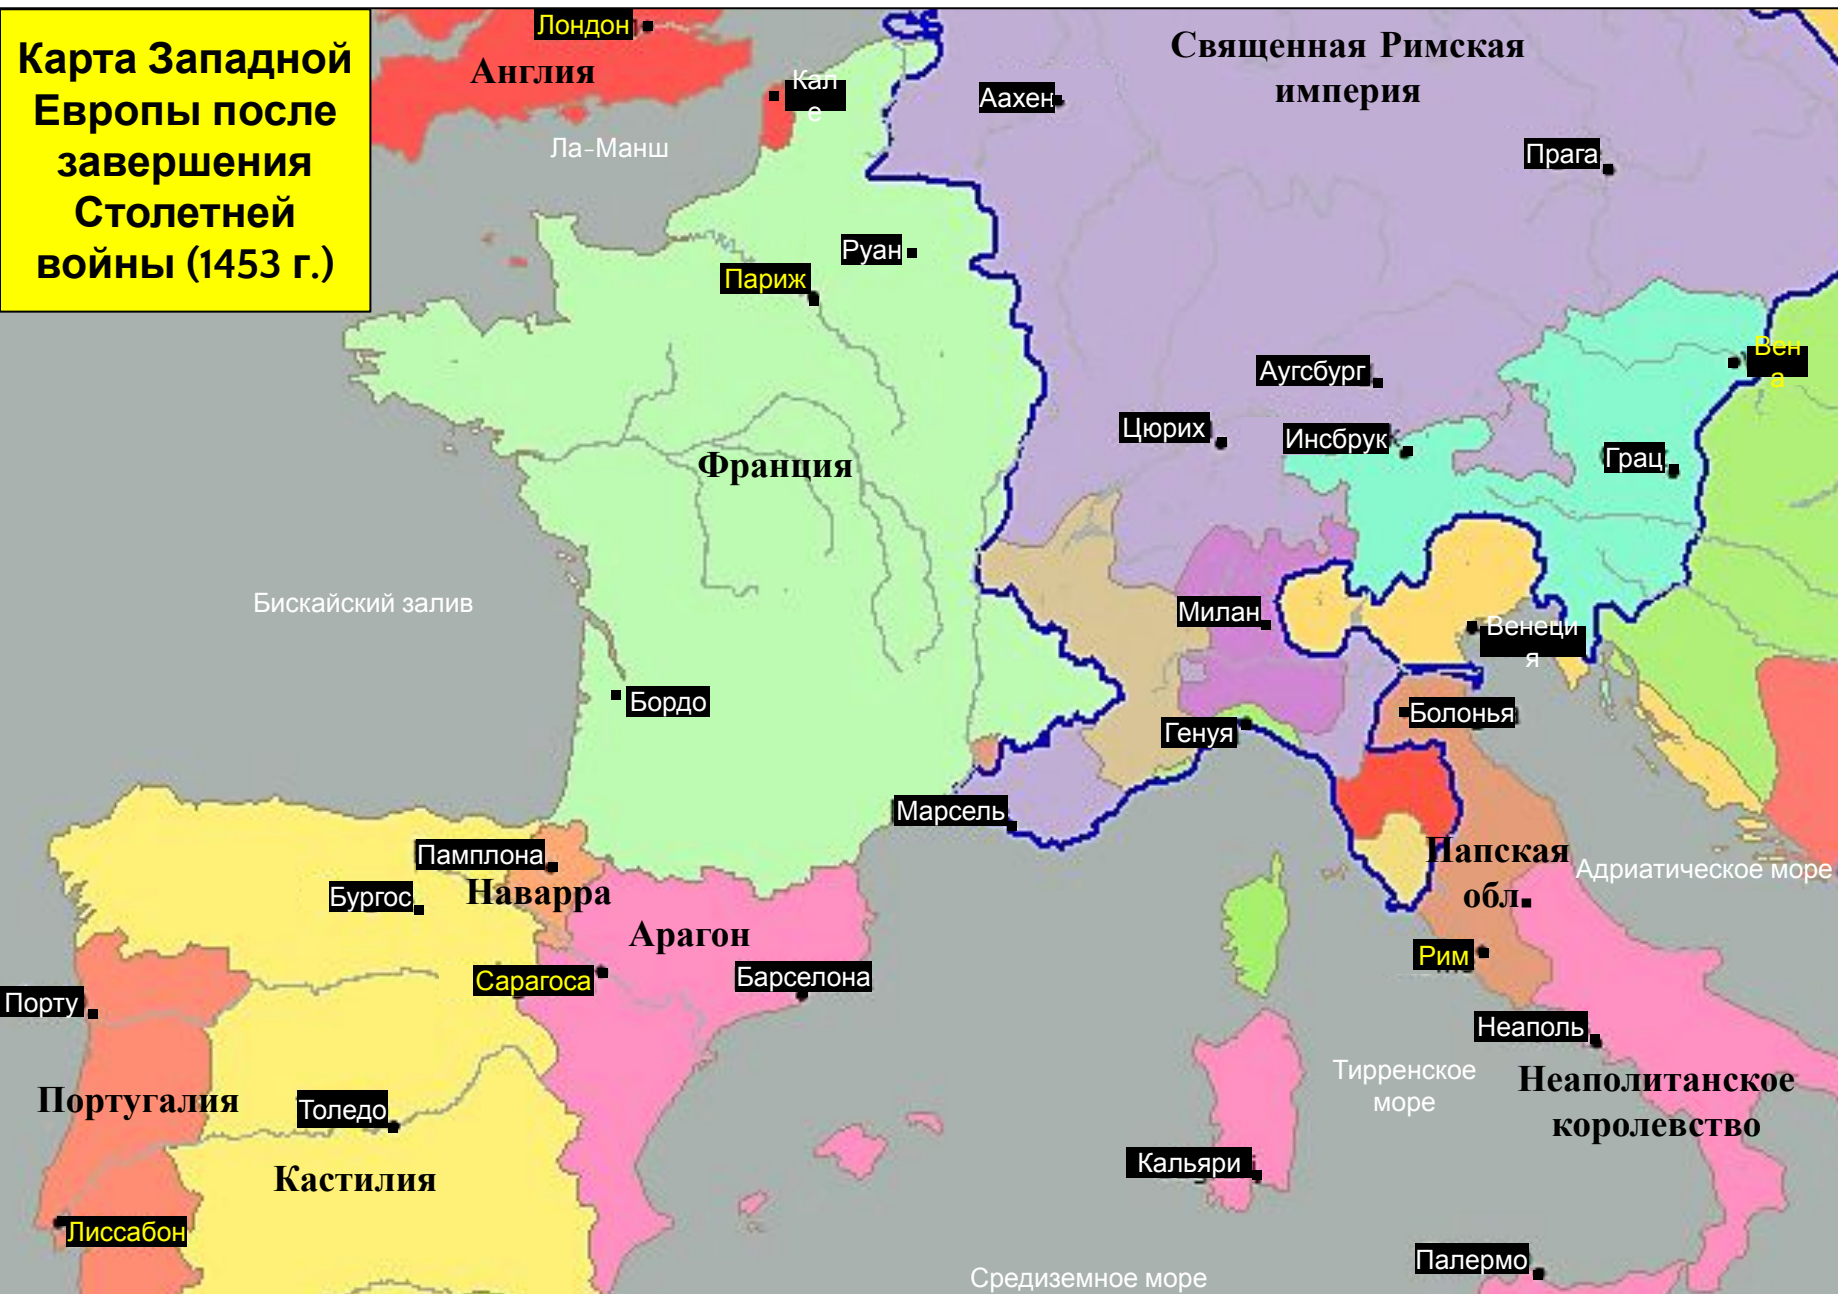 Карта Западной
Европы после
завершения
Столетней
войны (1453 г.)
Лондон
Англия
Кал
е
Ла-Манш
Священная Римская
империя
Аахен
Прага
Руан
Париж
Вен
а
Аугсбург
Цюрих
Инсбрук
Грац
Франция
Бискайский залив
Милан
Венеци
я
Бордо
Генуя
Болонья
Марсель
Памплона
Наварра
Бургос
Папская
обл.
Адриатическое море
Арагон
Рим
Сарагоса
Барселона
Порту
Неаполь
Тирренское
море
Неаполитанское
королевство
Португалия
Толедо
Кальяри
Кастилия
Лиссабон
Палермо
Средиземное море